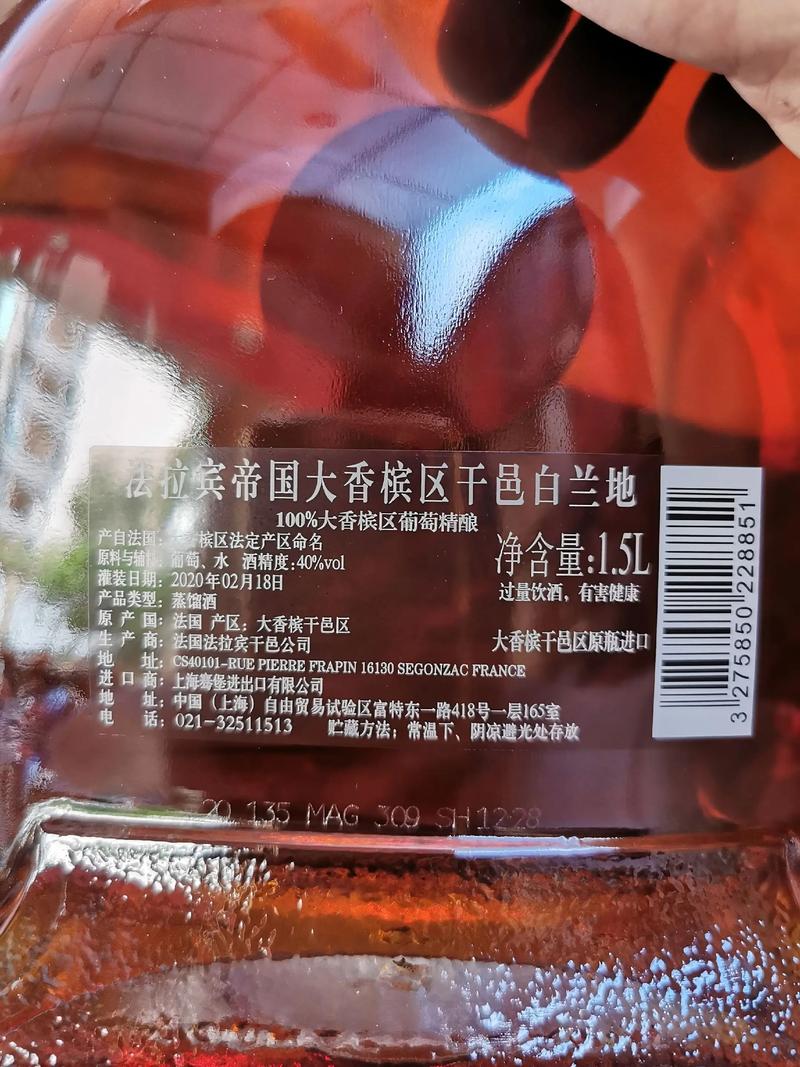 法拉宾帝国大香槟区干邑白兰地
100%大香槟区葡萄精酿
产自法国: 香槟区法定产区命名
原料与辅 葡萄、水 酒精度:40%vol
灌装日期: 2020年02月18日
产品类型: 蒸馏酒
原产国: 法国 产区: 大香槟干邑区
生产商: 法国法拉宾干邑公司
地址: CS40101-RUE PIERRE FRAPIN 16130 SEGONZAC FRANCE
进口商: 上海骞堡进出口有限公司
地址: 中国（上海）自由贸易试验区富特东一路418号一层165室
电话: 021-32511513 贮藏方法: 常温下、阴凉避光处存放
净含量:1.5L
过量饮酒，有害健康
大香槟干邑区原瓶进口
3 275850 228851
20 135 MAG 309 SH 12:28